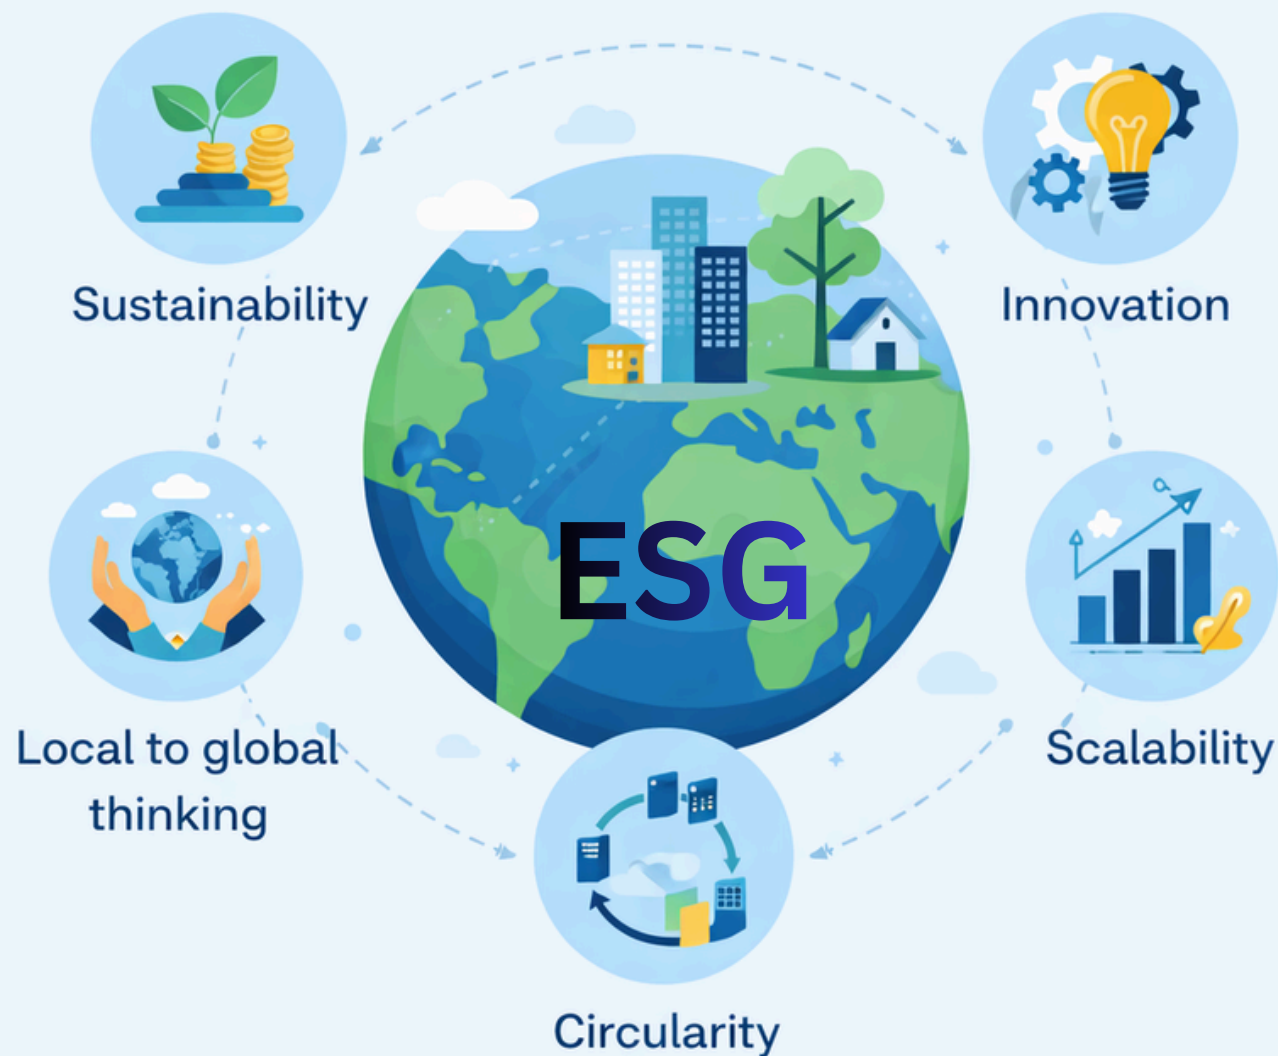 Sustainability
Innovation
ESG
Local to global
thinking
Scalability
Circularity